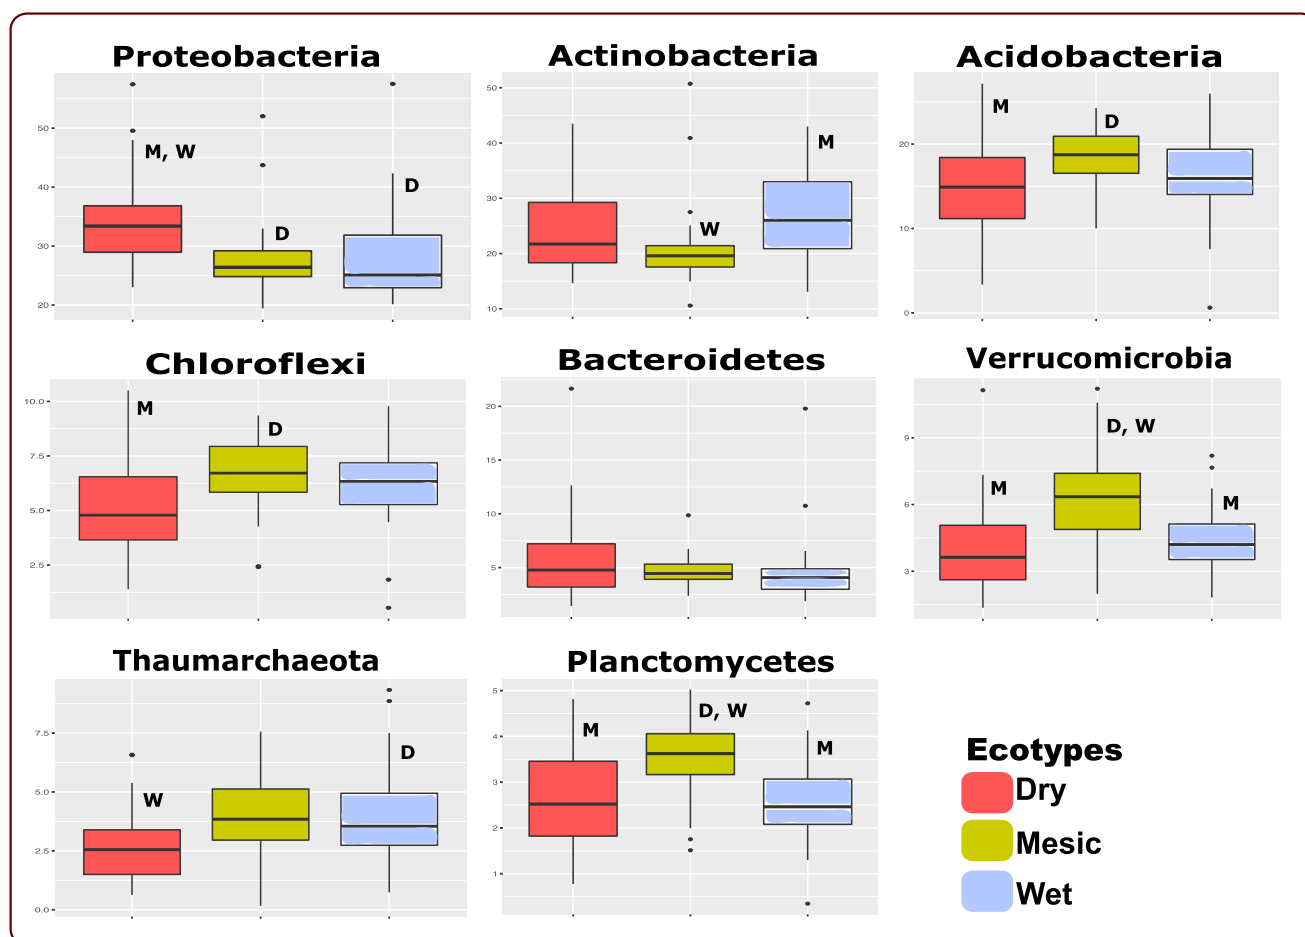 Proteobacteria
50
40
30
20
M, W
D
D
Actinobacteria
50
40
30
20
10
W
M
Acidobacteria
20
10
0
M
D
Chloroflexi
10.0
7.5
5.0
2.5
M
D
Bacteroidetes
20
15
10
5
Verrucomicrobia
9
6
3
M
D, W
M
Thaumarchaeota
7.5
5.0
2.5
0.0
W
D
Planctomycetes
5
4
3
2
1
M
D, W
M
Ecotypes
Dry
Mesic
Wet